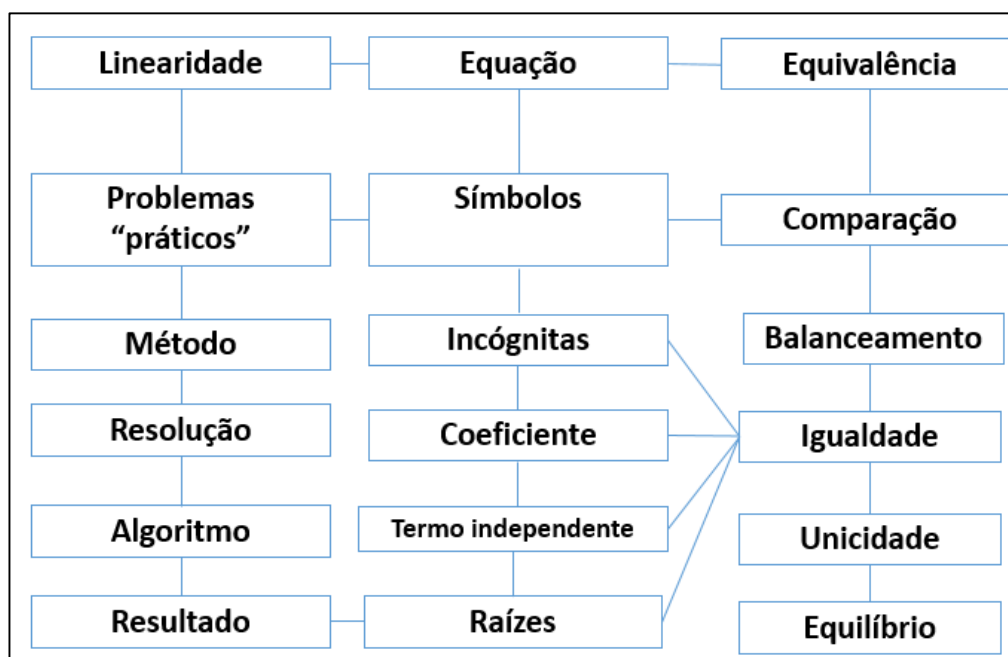 Linearidade
Equação
Equivalência
Problemas
“práticos”
Símbolos
Comparação
Método
Incógnitas
Balanceamento
Resolução
Coeficiente
Igualdade
Algoritmo
Termo independente
Unicidade
Resultado
Raízes
Equilíbrio